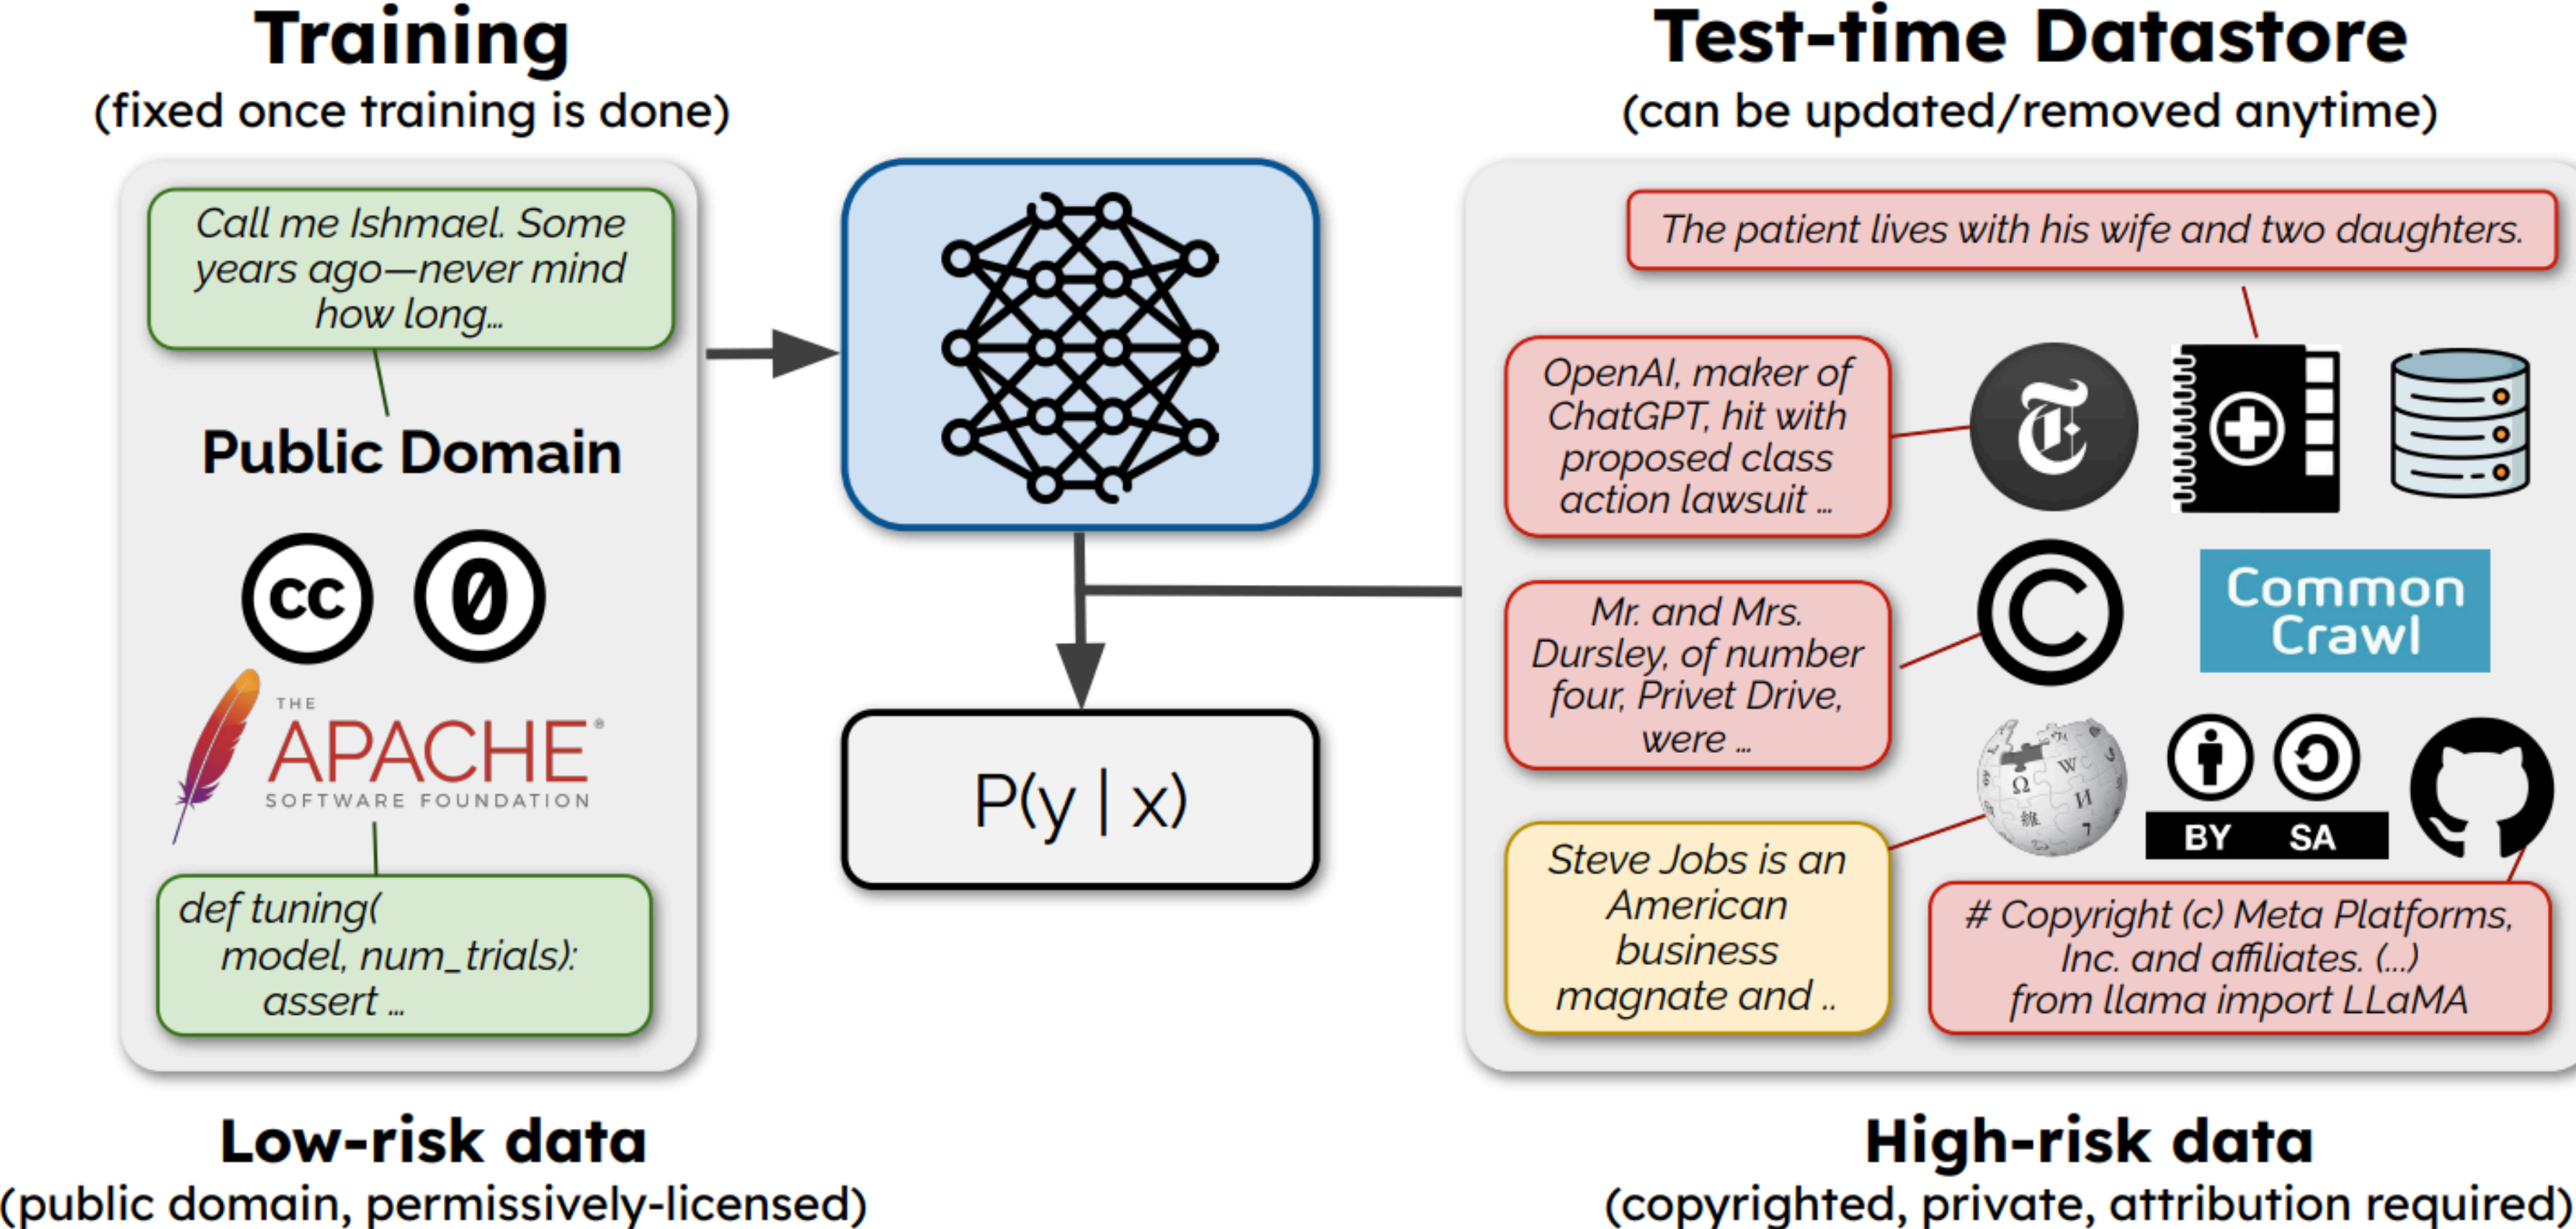 Training
(fixed once training is done)
Call me Ishmael. Some
years ago—never mind
how long...
Public Domain
cc
0
THE
APACHE®
SOFTWARE FOUNDATION
def tuning(
model, num_trials):
assert ...
Low-risk data
(public domain, permissively-licensed)
P(y | x)
Test-time Datastore
(can be updated/removed anytime)
The patient lives with his wife and two daughters.
OpenAI, maker of
ChatGPT, hit with
proposed class
action lawsuit ...
T
Mr. and Mrs.
Dursley, of number
four, Privet Drive,
were ...
©
Common
Crawl
Steve Jobs is an
American
business
magnate and ..
Ω W И 維
BY SA
# Copyright (c) Meta Platforms,
Inc. and affiliates. (...)
from llama import LLaMA
High-risk data
(copyrighted, private, attribution required)